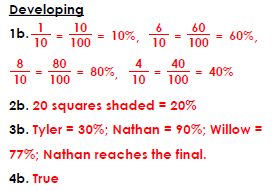 Developing
1b. 1/10 = 10/100 = 10%, 6/10 = 60/100 = 60%,
8/10 = 80/100 = 80%, 4/10 = 40/100 = 40%
2b. 20 squares shaded = 20%
3b. Tyler = 30%; Nathan = 90%; Willow =
77%; Nathan reaches the final.
4b. True